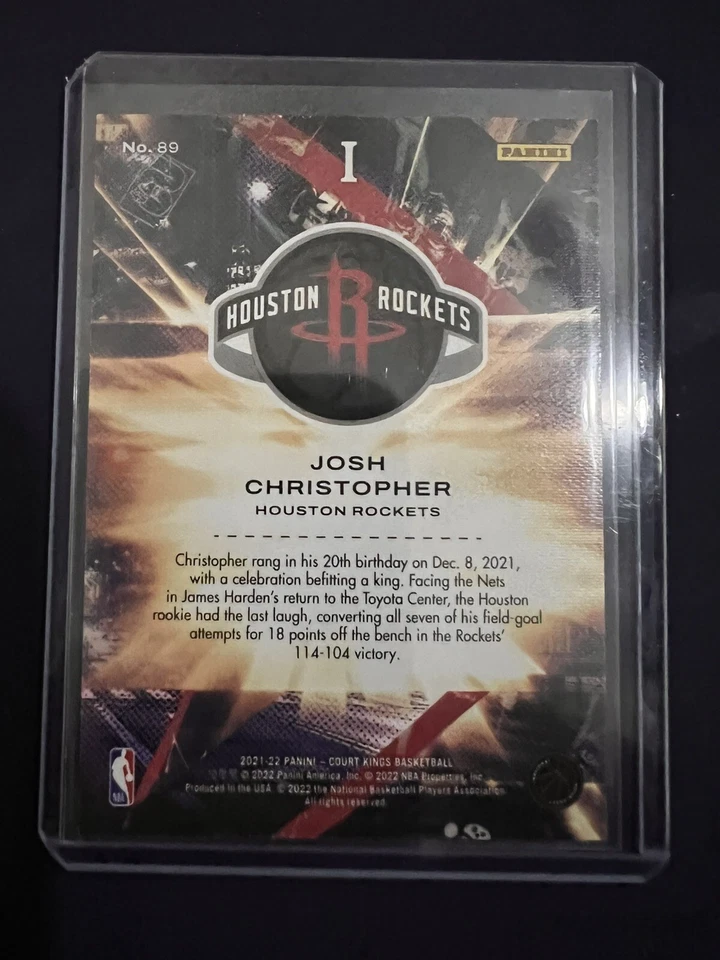 No. 89
I
PANINI
HOUSTON ROCKETS
JOSH
CHRISTOPHER
HOUSTON ROCKETS
Christopher rang in his 20th birthday on Dec. 8, 2021,
with a celebration befitting a king. Facing the Nets
in James Harden's return to the Toyota Center, the Houston
rookie had the last laugh, converting all seven of his field-goal
attempts for 18 points off the bench in the Rockets'
114-104 victory.
2021-22 PANINI – COURT KINGS BASKETBALL
© 2022 Panini America, Inc. © 2022 NBA Properties, Inc.
Produced in the USA. © 2022 the National Basketball Players Association.
All rights reserved.
NBA